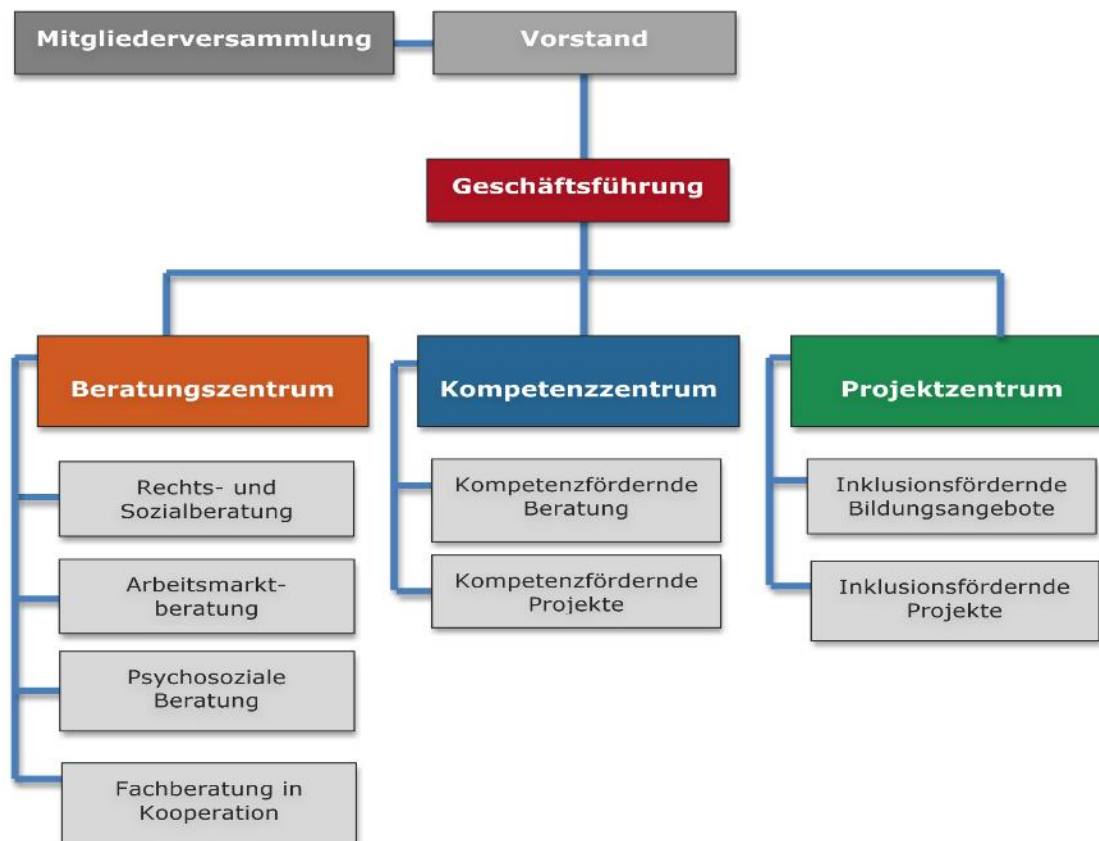 Mitgliederversammlung
Vorstand
Geschäftsführung
Beratungszentrum
Kompetenzzentrum
Projektzentrum
Rechts- und
Sozialberatung
Arbeitsmarkt-
beratung
Psychosoziale
Beratung
Fachberatung in
Kooperation
Kompetenzfördernde
Beratung
Kompetenzfördernde
Projekte
Inklusionsfördernde
Bildungsangebote
Inklusionsfördernde
Projekte